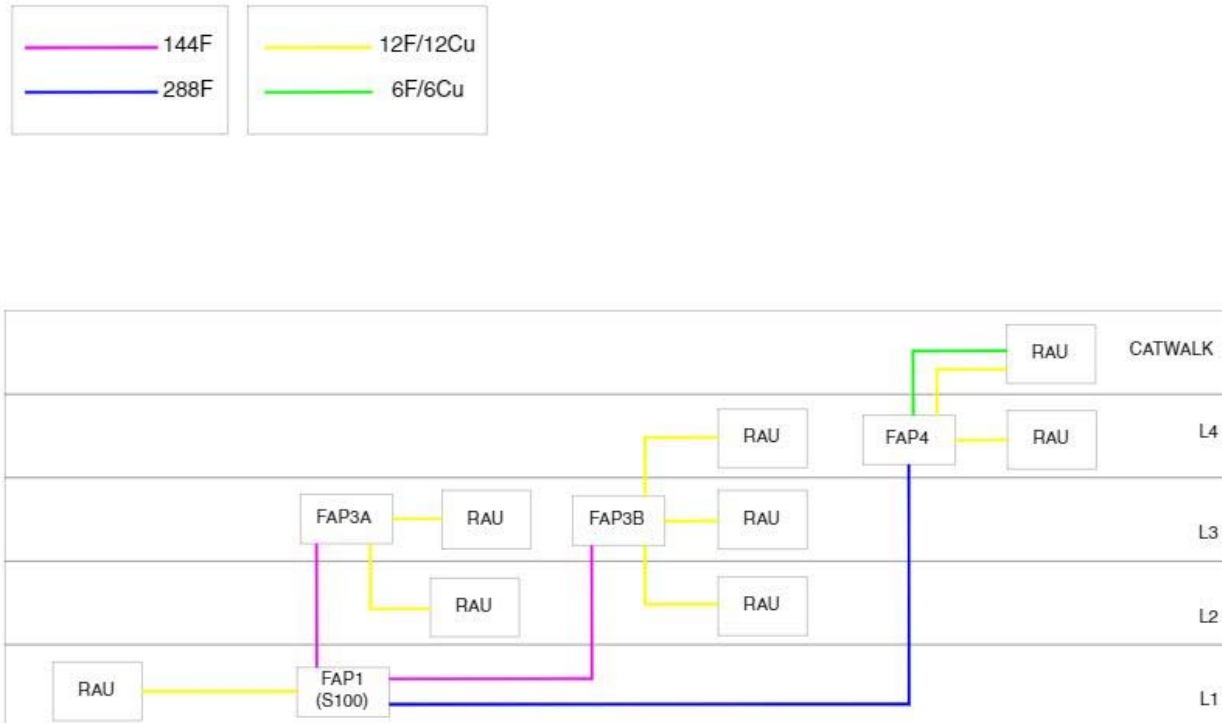 144F
288F
12F/12Cu
6F/6Cu
RAU
CATWALK
RAU
FAP4
RAU
L4
FAP3A
RAU
FAP3B
RAU
L3
RAU
RAU
L2
RAU
FAP1
(S100)
L1